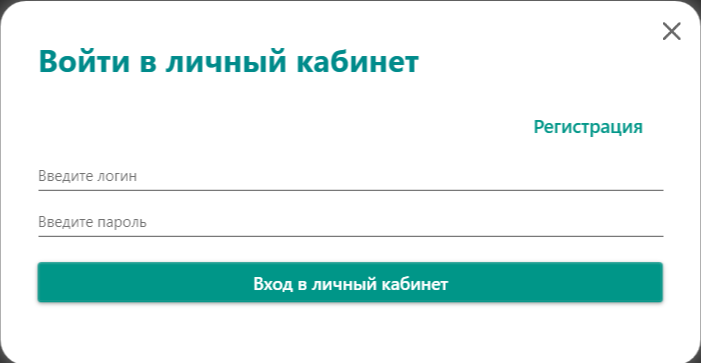 Войти в личный кабинет
Регистрация
Введите логин
Введите пароль
Вход в личный кабинет